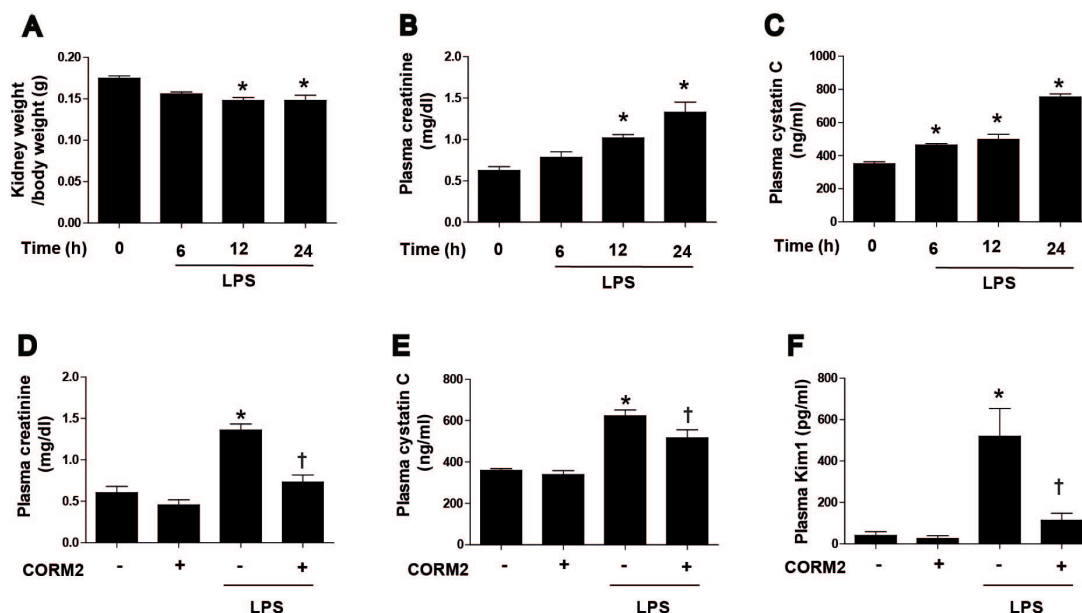 A
Kidney weight
/body weight (g)
0.20
0.15
0.10
0.05
0.00
* *
Time (h) 0 6 12 24
LPS
B
Plasma creatinine
(mg/dl)
2.0
1.5
1.0
0.5
0.0
* *
Time (h) 0 6 12 24
LPS
C
Plasma cystatin C
(ng/ml)
1000
800
600
400
200
0
* * *
Time (h) 0 6 12 24
LPS
D
Plasma creatinine
(mg/dl)
2.0
1.5
1.0
0.5
0.0
* †
CORM2 - + - +
LPS
E
Plasma cystatin C
(ng/ml)
800
600
400
200
0
* †
CORM2 - + - +
LPS
F
Plasma Kim1 (pg/ml)
800
600
400
200
0
* †
CORM2 - + - +
LPS